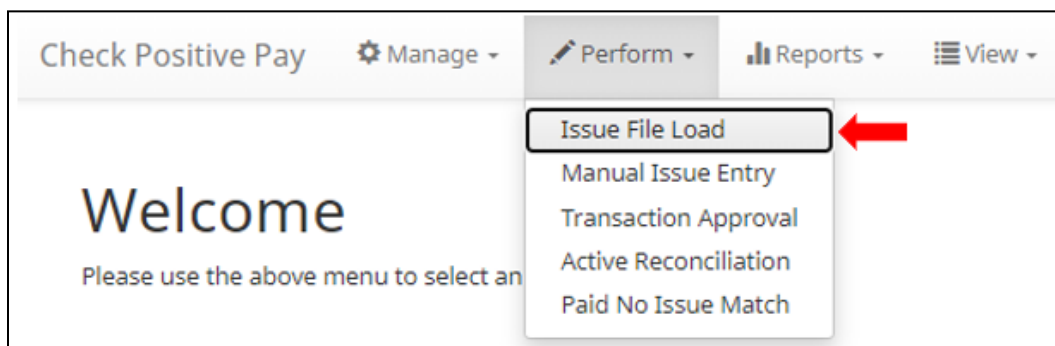 Check Positive Pay Manage Perform Reports View
Issue File Load
Manual Issue Entry
Transaction Approval
Active Reconciliation
Paid No Issue Match
Welcome
Please use the above menu to select an